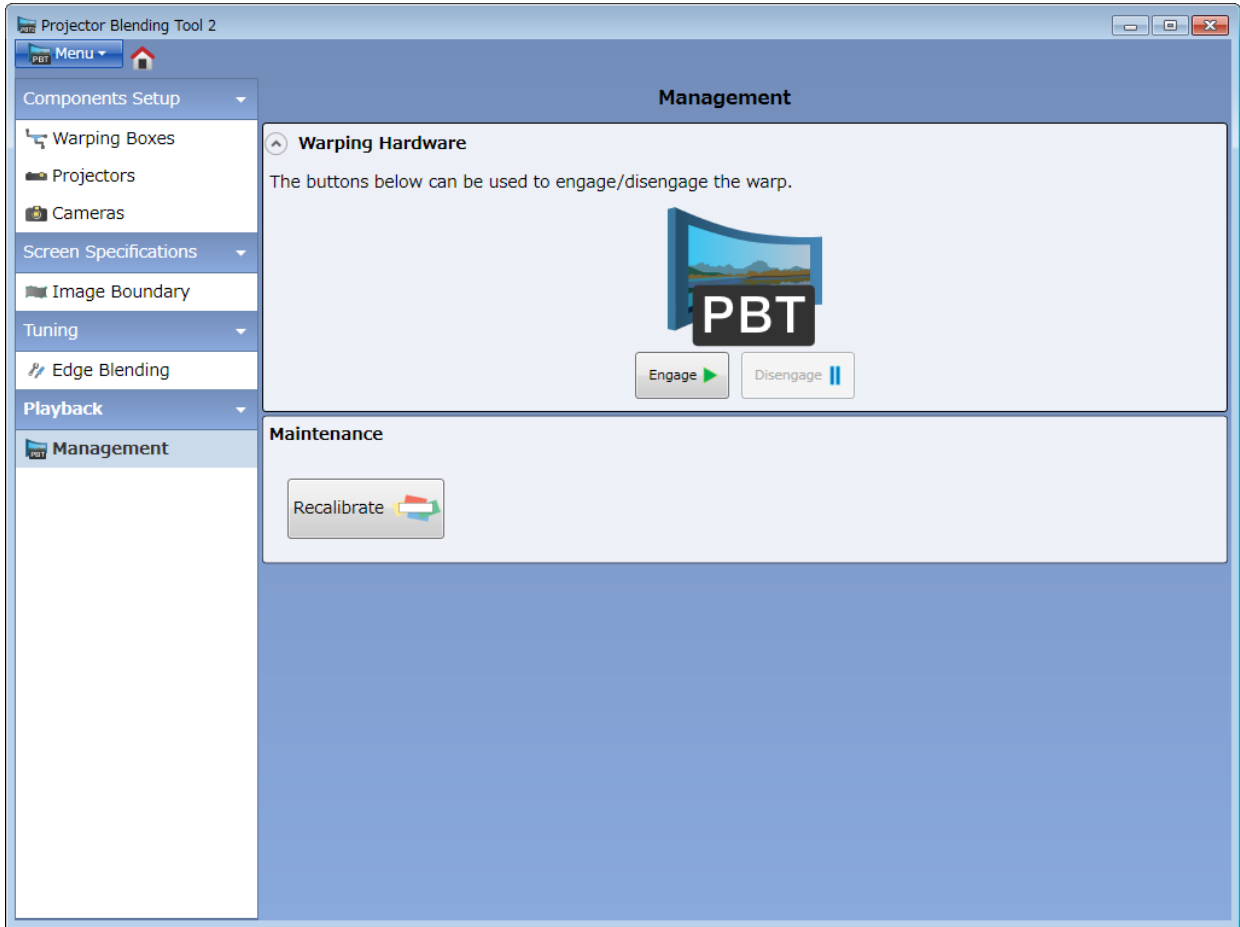 Projector Blending Tool 2
PBT Menu
Components Setup
Warping Boxes
Projectors
Cameras
Screen Specifications
Image Boundary
Tuning
Edge Blending
Playback
PBT Management
Management
Warping Hardware
The buttons below can be used to engage/disengage the warp.
PBT
Engage
Disengage
Maintenance
Recalibrate